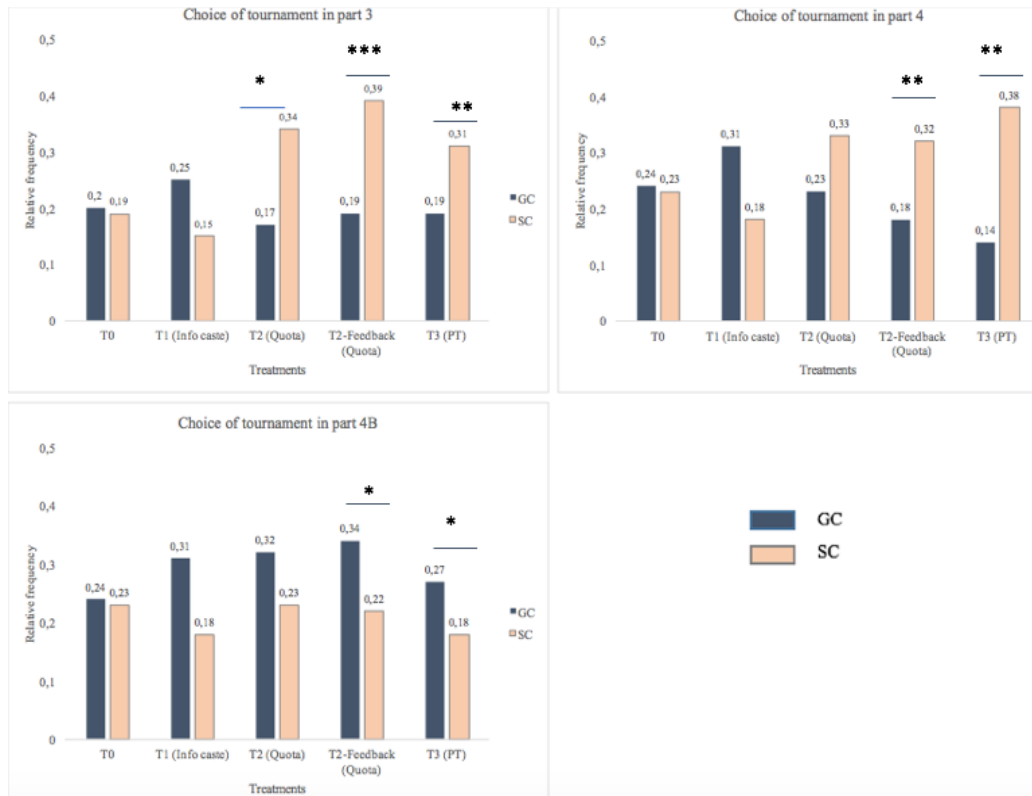 Choice of tournament in part 3
0,5
0,4
0,3
0,2
0,1
0
Relative frequency
0,2
0,19
0,25
0,15
*
0,17
0,34
***
0,19
0,39
**
0,19
0,31
GC
SC
T0
T1 (Info caste)
T2 (Quota)
T2-Feedback
(Quota)
T3 (PT)
Treatments
Choice of tournament in part 4
0,5
0,4
0,3
0,2
0,1
0
Relative frequency
0,24
0,23
0,31
0,18
0,23
0,33
**
0,18
0,32
**
0,14
0,38
T0
T1 (Info caste)
T2 (Quota)
T2-Feedback
(Quota)
T3 (PT)
Treatments
Choice of tournament in part 4B
0,5
0,4
0,3
0,2
0,1
0
Relative frequency
0,24
0,23
0,31
0,18
0,32
0,23
*
0,34
0,22
*
0,27
0,18
GC
SC
T0
T1 (Info caste)
T2 (Quota)
T2-Feedback
(Quota)
T3 (PT)
Treatments
GC
SC